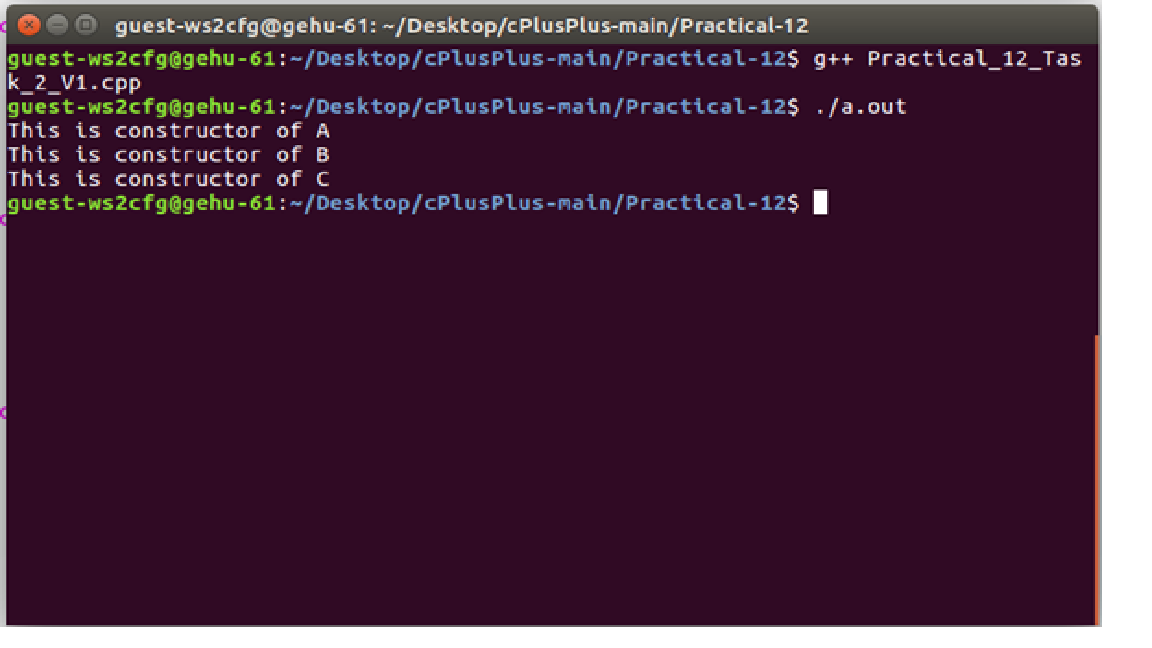 guest-ws2cfg@gehu-61: ~/Desktop/cPlusPlus-main/Practical-12
guest-ws2cfg@gehu-61:~/Desktop/cPlusPlus-main/Practical-12$ g++ Practical_12_Tas
k_2_V1.cpp
guest-ws2cfg@gehu-61:~/Desktop/cPlusPlus-main/Practical-12$ ./a.out
This is constructor of A
This is constructor of B
This is constructor of C
guest-ws2cfg@gehu-61:~/Desktop/cPlusPlus-main/Practical-12$